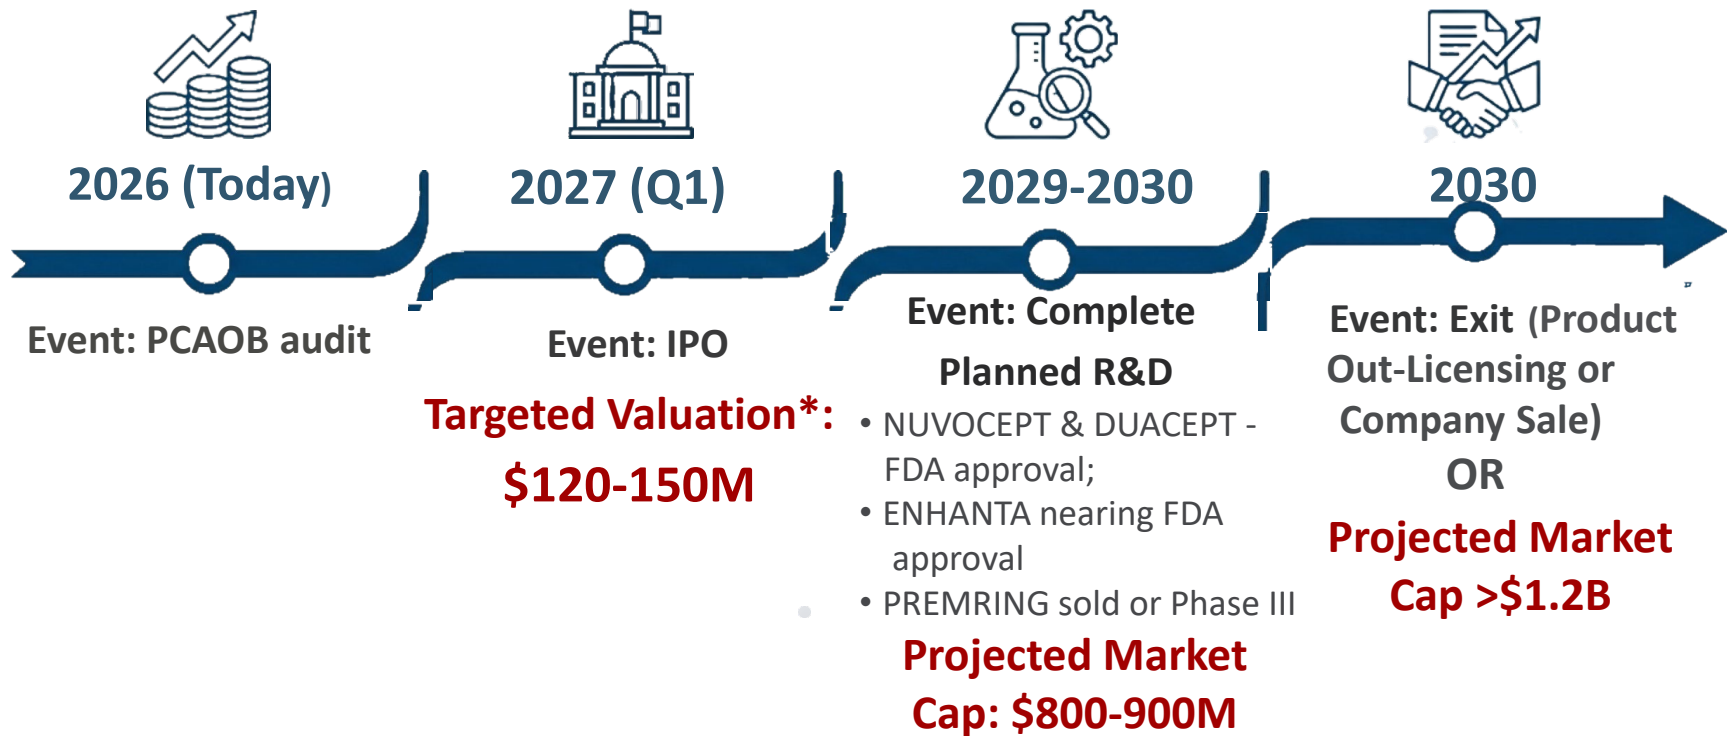 2026 (Today)
Event: PCAOB audit
2027 (Q1)
Event: IPO
Targeted Valuation*:
$120-150M
2029-2030
Event: Complete
Planned R&D
• NUVOCEPT & DUACEPT -
FDA approval;
• ENHANTA nearing FDA
approval
• PREMRING sold or Phase III
Projected Market
Cap: $800-900M
2030
Event: Exit (Product
Out-Licensing or
Company Sale)
OR
Projected Market
Cap >$1.2B